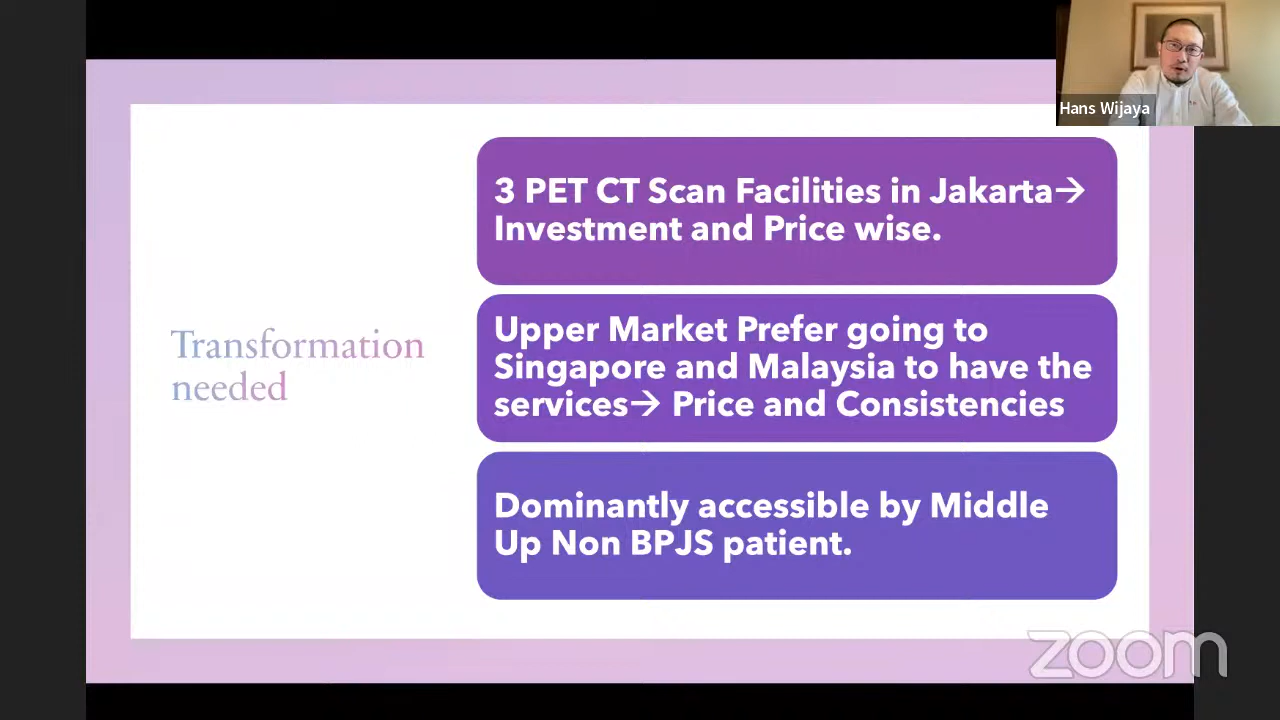 Hans Wijaya
3 PET CT Scan Facilities in Jakarta→
Investment and Price wise.
Transformation
needed
Upper Market Prefer going to
Singapore and Malaysia to have the
services→ Price and Consistencies
Dominantly accessible by Middle
Up Non BPJS patient.
zoom